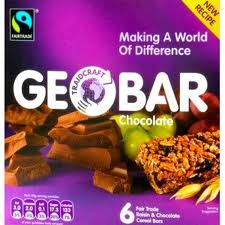 FAIRTRADE
Making A World
Of Difference
NEW
RECIPE
TRAIDCRAFT
GEOBAR
Chocolate
6
Fair Trade
Raisin & Chocolate
Cereal Bars